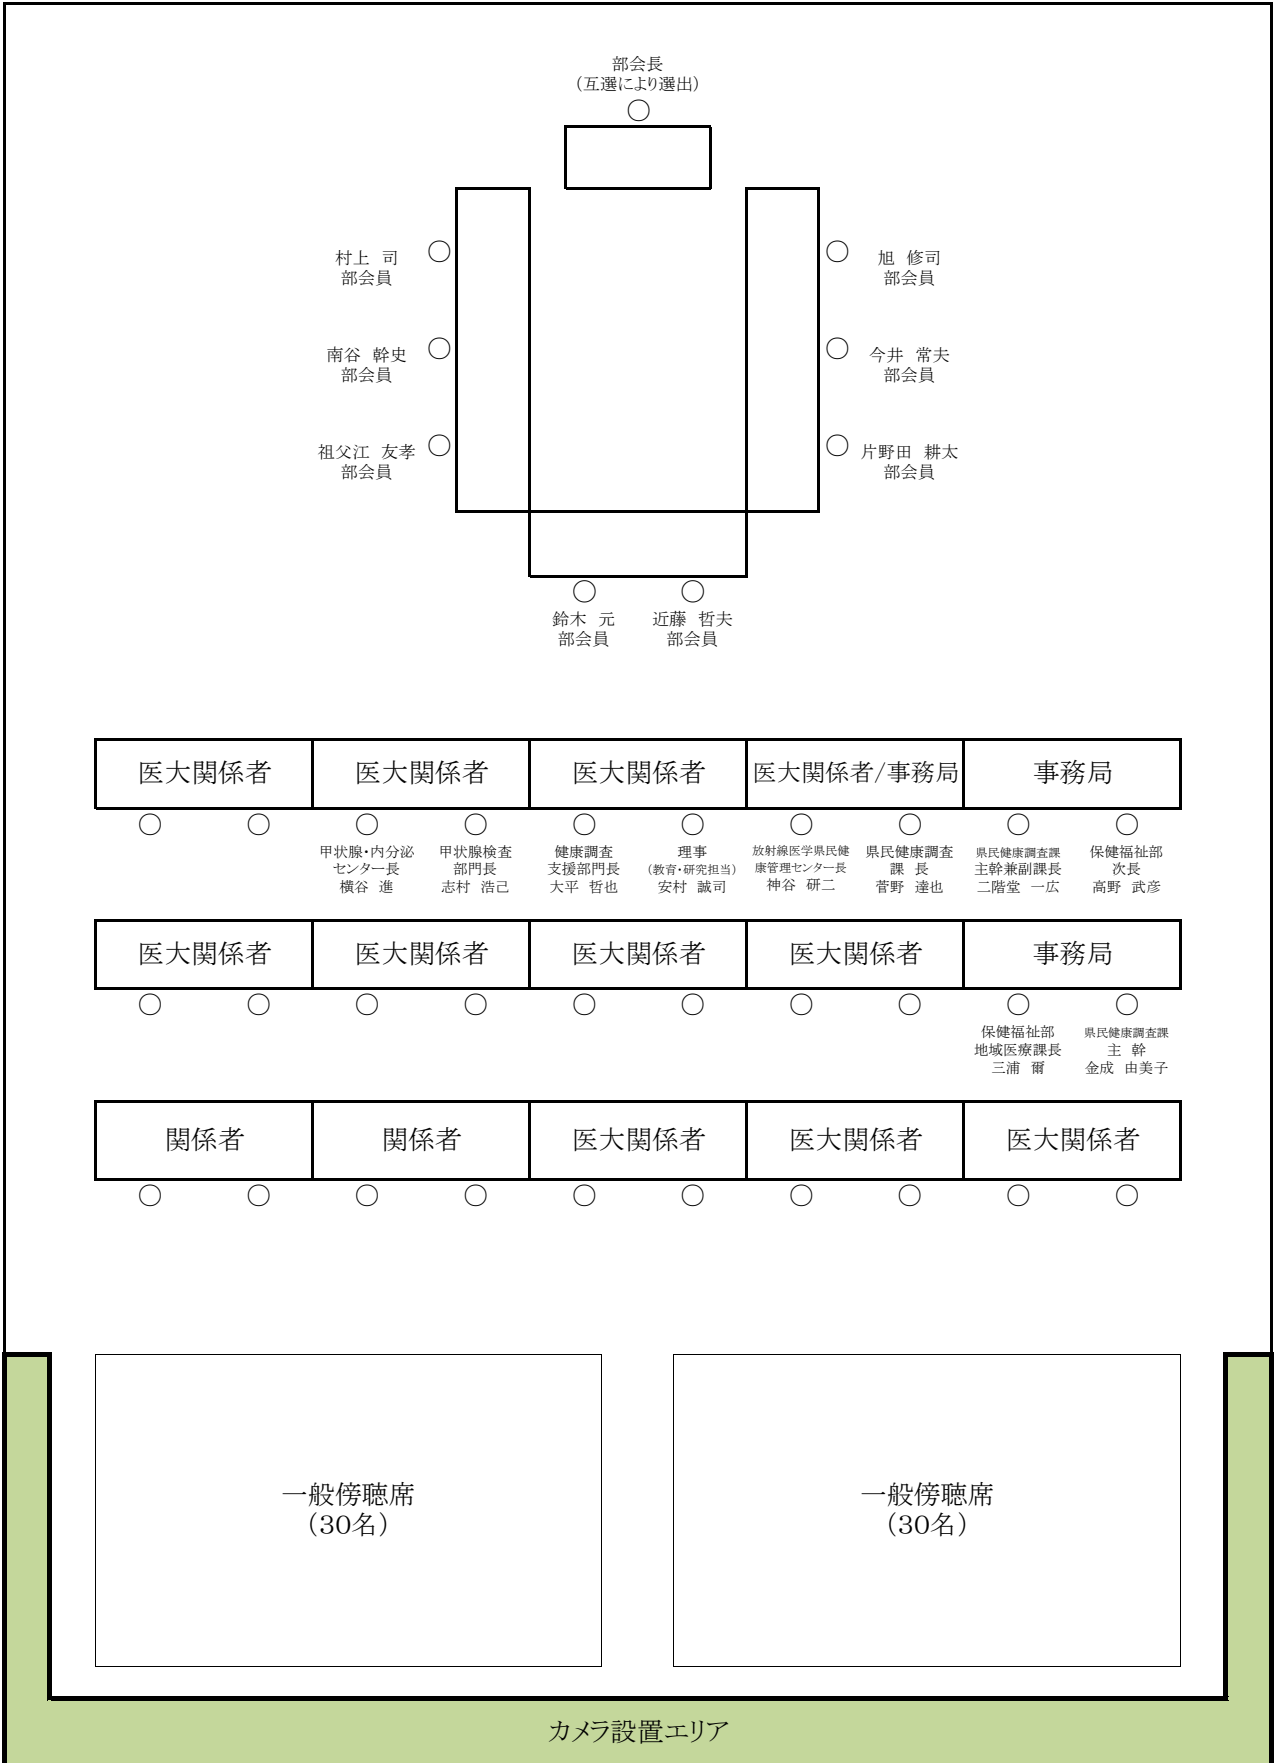 部会長
(互選により選出)
村上 司
部会員
旭 修司
部会員
南谷 幹史
部会員
今井 常夫
部会員
祖父江 友孝
部会員
片野田 耕太
部会員
鈴木 元
部会員
近藤 哲夫
部会員
医大関係者
医大関係者
医大関係者
医大関係者/事務局
事務局
甲状腺・内分泌
センター長
横谷 進
甲状腺検査
部門長
志村 浩己
健康調査
支援部門長
大平 哲也
理事
(教育・研究担当)
安村 誠司
放射線医学県民健
康管理センター長
神谷 研二
県民健康調査
課 長
菅野 達也
県民健康調査課
主幹兼副課長
二階堂 一広
保健福祉部
次長
高野 武彦
医大関係者
医大関係者
医大関係者
医大関係者
事務局
保健福祉部
地域医療課長
三浦 爾
県民健康調査課
主 幹
金成 由美子
関係者
関係者
医大関係者
医大関係者
医大関係者
一般傍聴席
(30名)
一般傍聴席
(30名)
カメラ設置エリア